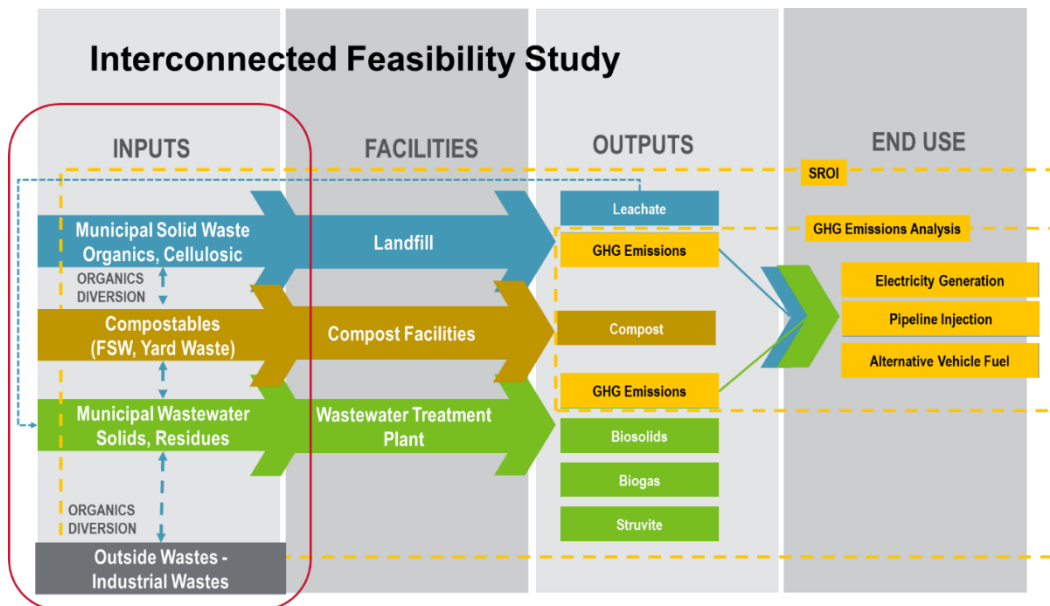 Interconnected Feasibility Study
INPUTS
FACILITIES
OUTPUTS
END USE
SROI
Municipal Solid Waste
Organics, Cellulosic
Landfill
Leachate
GHG Emissions
GHG Emissions Analysis
ORGANICS
DIVERSION
Compostables
(FSW, Yard Waste)
Compost Facilities
Compost
Electricity Generation
Pipeline Injection
Alternative Vehicle Fuel
Municipal Wastewater
Solids, Residues
Wastewater Treatment
Plant
GHG Emissions
Biosolids
Biogas
Struvite
ORGANICS
DIVERSION
Outside Wastes -
Industrial Wastes